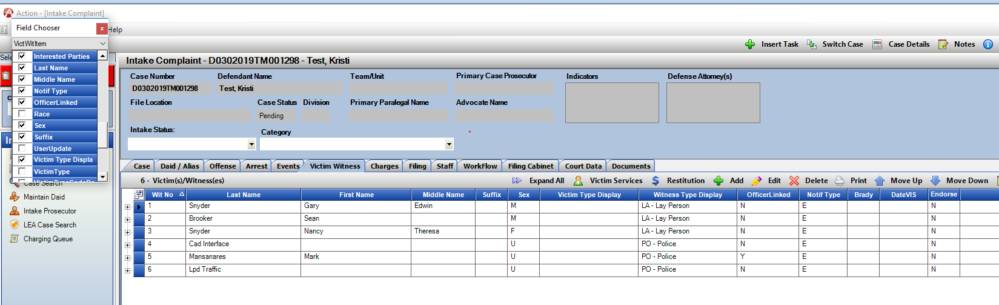 Action - [Intake Complaint]
Field Chooser
x
Help
VictWitItem
Interested Parties
Last Name
Middle Name
Notif Type
OfficerLinked
Race
Sex
Suffix
UserUpdate
Victim Type Displa
VictimType
Sele
Case Search
Maintain Daid
Intake Prosecutor
LEA Case Search
Charging Queue
Insert Task Switch Case Case Details Notes
Intake Complaint - D0302019TM001298 - Test, Kristi
Case Number Defendant Name Team/Unit Primary Case Prosecutor Indicators Defense Attorney(s)
D0302019TM001298 Test, Kristi
File Location Case Status Division Primary Paralegal Name Advocate Name
Pending
Intake Status: Category
Case Daid / Alias Offense Arrest Events Victim Witness Charges Filing Staff WorkFlow Filing Cabinet Court Data Documents
6 - Victim(s)/Witness(es) Expand All Victim Services Restitution Add Edit Delete Print Move Up Move Down
Wit No Last Name First Name Middle Name Suffix Sex Victim Type Display Witness Type Display OfficerLinked Notif Type Brady DateVIS Endorse
1 Snyder Gary Edwin M LA - Lay Person N E N
2 Brooker Sean M LA - Lay Person N E N
3 Snyder Nancy Theresa F LA - Lay Person N E N
4 Cad Interface U PO - Police N E N
5 Mansanares Mark U PO - Police Y E N
6 Lpd Traffic U PO - Police N E N